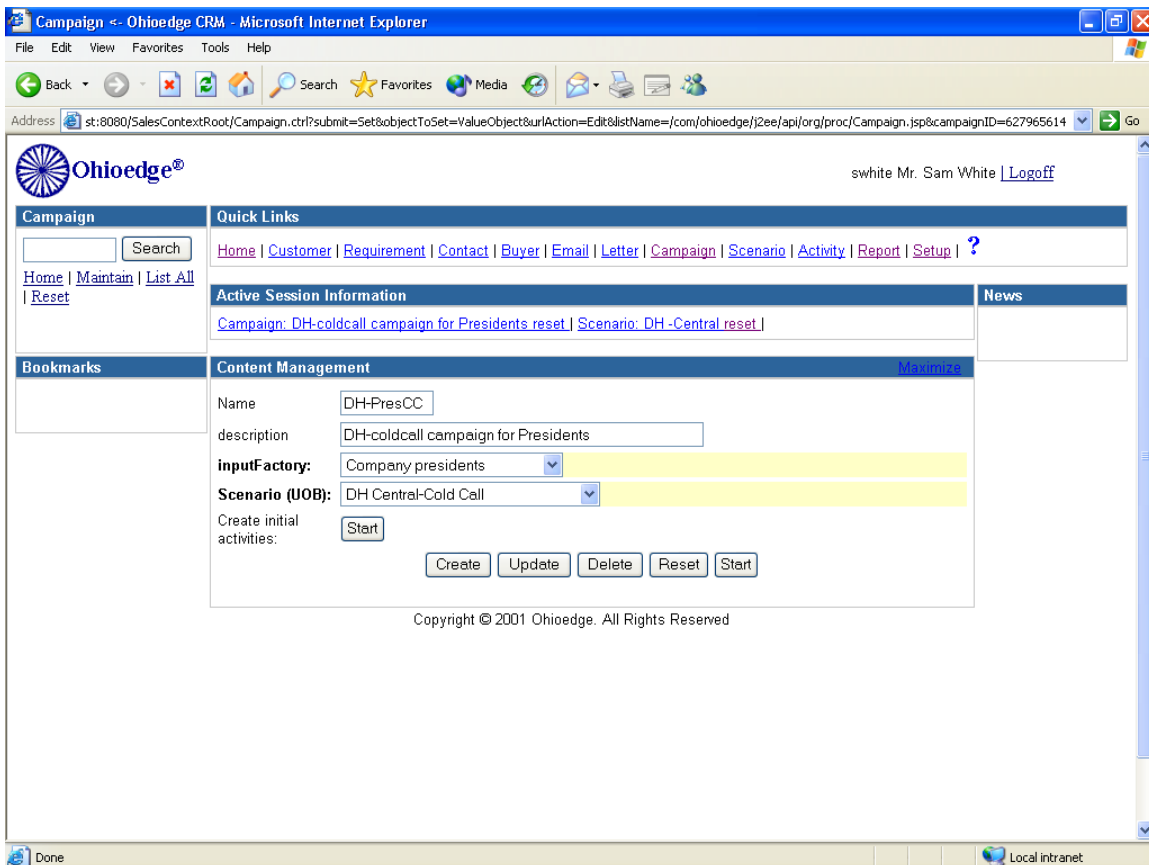 Campaign <- Ohioedge CRM - Microsoft Internet Explorer
File Edit View Favorites Tools Help
Back Search Favorites Media
Address st:8080/SalesContextRoot/Campaign.ctrl?submit=Set&objectToSet=ValueObject&urlAction=Edit&listName=/com/ohioedge/j2ee/api/org/proc/Campaign.jsp&campaignID=627965614 Go
Ohioedge®
swhite Mr. Sam White | Logoff
Campaign
Search
Home | Maintain | List All
| Reset
Quick Links
Home | Customer | Requirement | Contact | Buyer | Email | Letter | Campaign | Scenario | Activity | Report | Setup | ?
Active Session Information
Campaign: DH-coldcall campaign for Presidents reset | Scenario: DH -Central reset |
News
Bookmarks
Content Management Maximize
Name DH-PresCC
description DH-coldcall campaign for Presidents
inputFactory: Company presidents
Scenario (UOB): DH Central-Cold Call
Create initial
activities: Start
Create Update Delete Reset Start
Copyright © 2001 Ohioedge. All Rights Reserved
Done Local intranet